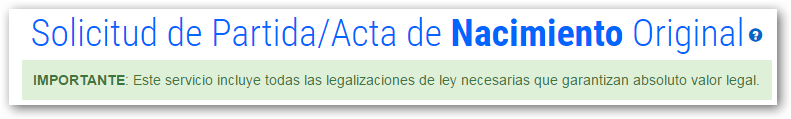 Solicitud de Partida/Acta de Nacimiento Original ?
IMPORTANTE: Este servicio incluye todas las legalizaciones de ley necesarias que garantizan absoluto valor legal.